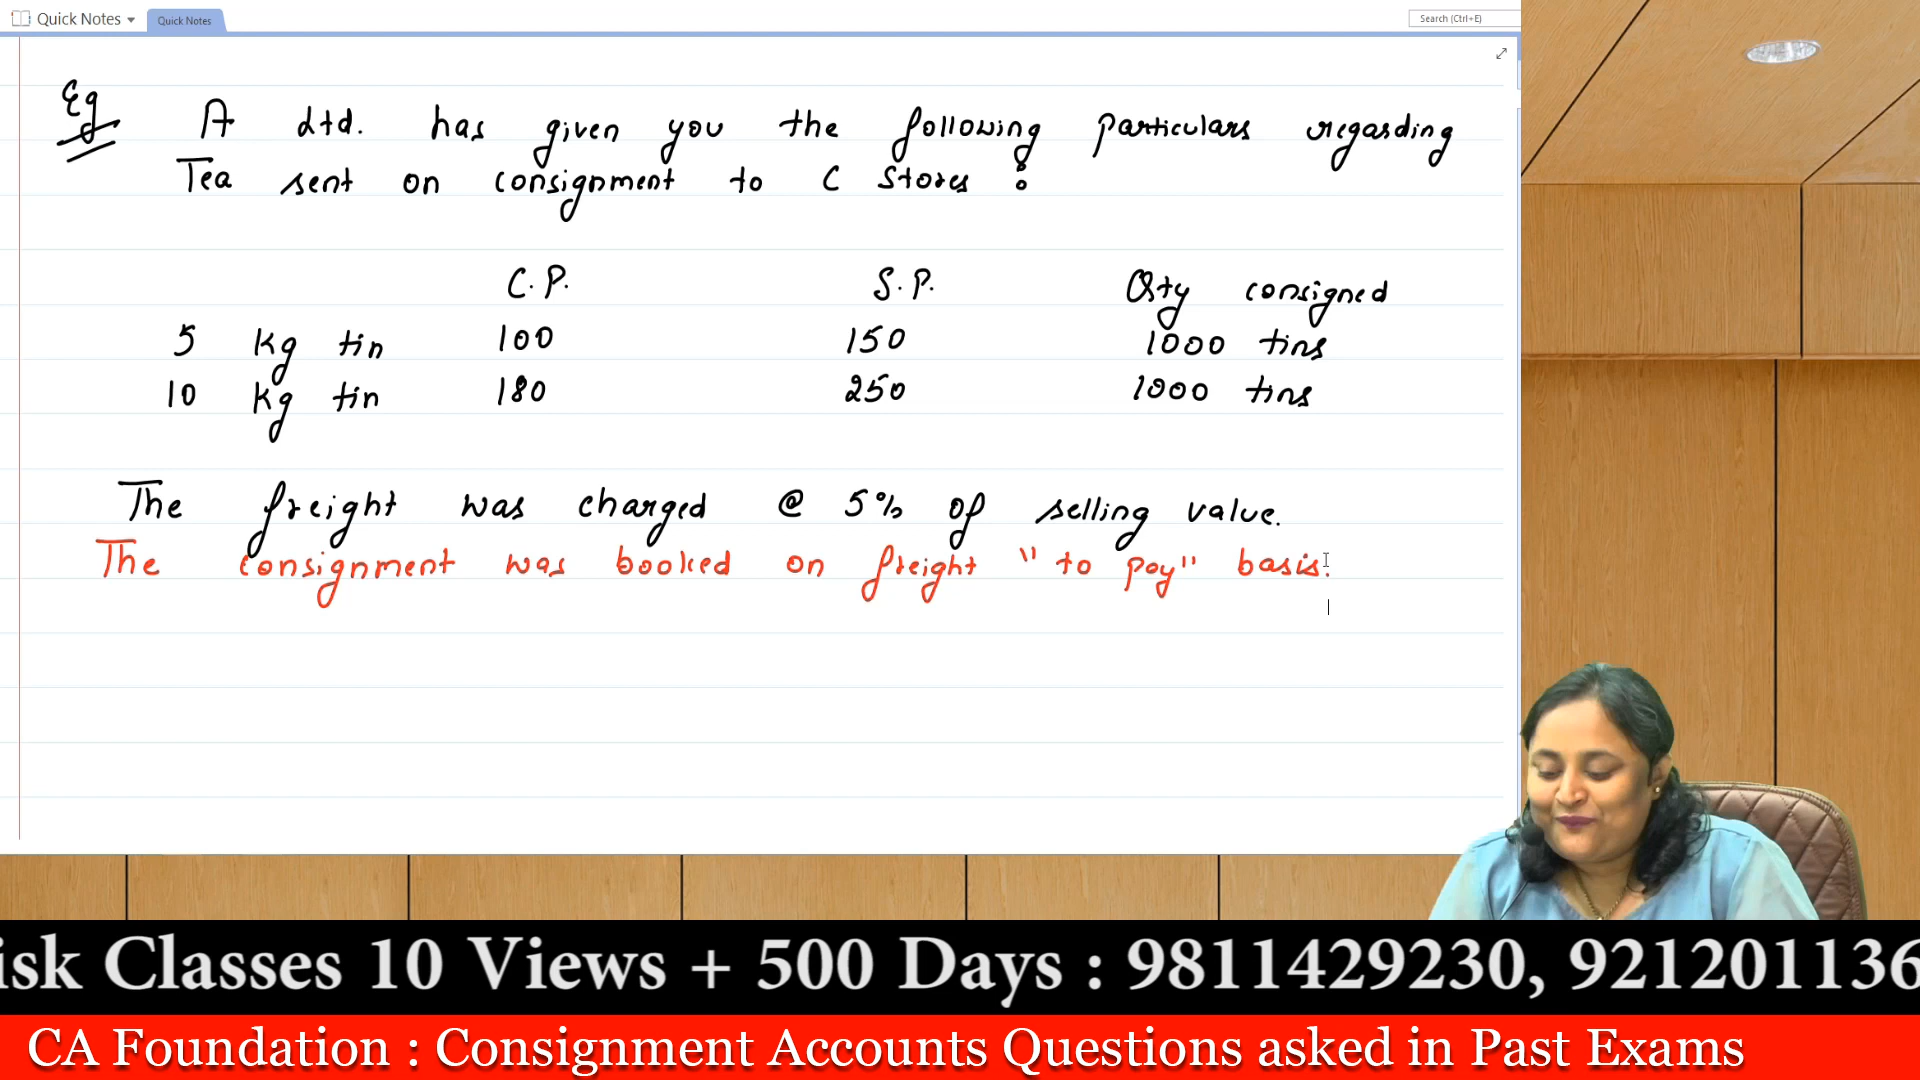 Quick Notes
Quick Notes
Search (Ctrl+E)
Eg A Ltd. has given you the following particulars regarding
Tea sent on consignment to C Stores :
C.P. S.P. Qty consigned
5 kg tin 100 150 1000 tins
10 kg tin 180 250 1000 tins
The freight was charged @ 5% of selling value.
The consignment was booked on freight "to pay" basis.
isk Classes 10 Views + 500 Days : 9811429230, 921201136
CA Foundation : Consignment Accounts Questions asked in Past Exams